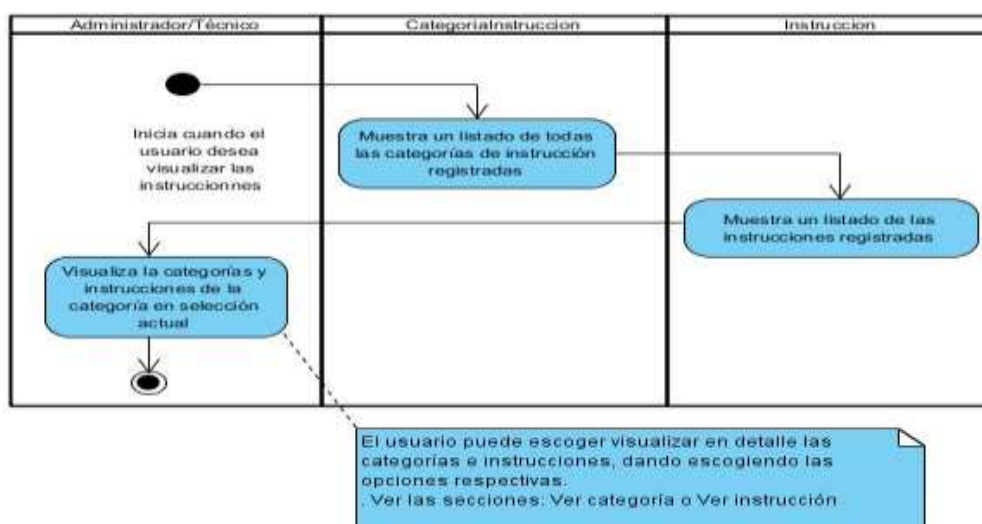 Administrador/Técnico
CategoriaInstruccion
Instruccion
Inicia cuando el
usuario desea
visualizar las
instruccionnes
Muestra un listado de todas
las categorías de instrucción
registradas
Muestra un listado de las
instrucciones registradas
Visualiza la categorías y
instrucciones de la
categoría en selección
actual
El usuario puede escoger visualizar en detalle las
categorías e instrucciones, dando escogiendo las
opciones respectivas.
. Ver las secciones: Ver categoría o Ver instrucción